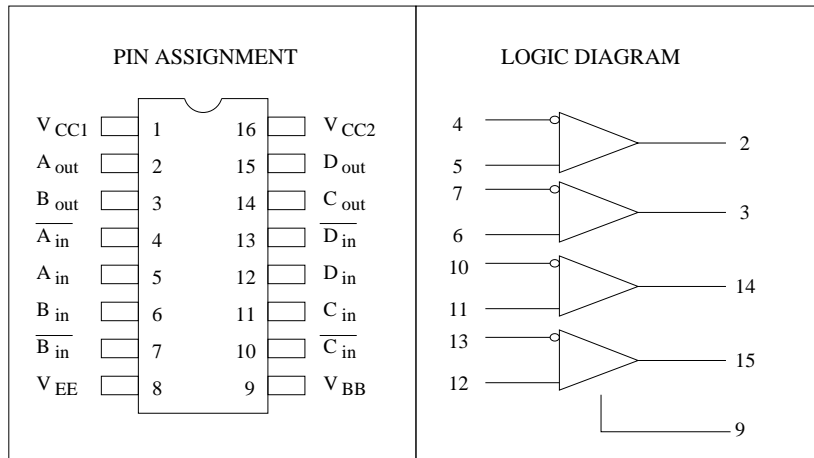 PIN ASSIGNMENT
V CC1 1 16 V CC2
A out 2 15 D out
B out 3 14 C out
A in 4 13 D in
A in 5 12 D in
B in 6 11 C in
B in 7 10 C in
V EE 8 9 V BB
LOGIC DIAGRAM
4
5
2
7
6
3
10
11
14
13
12
15
9